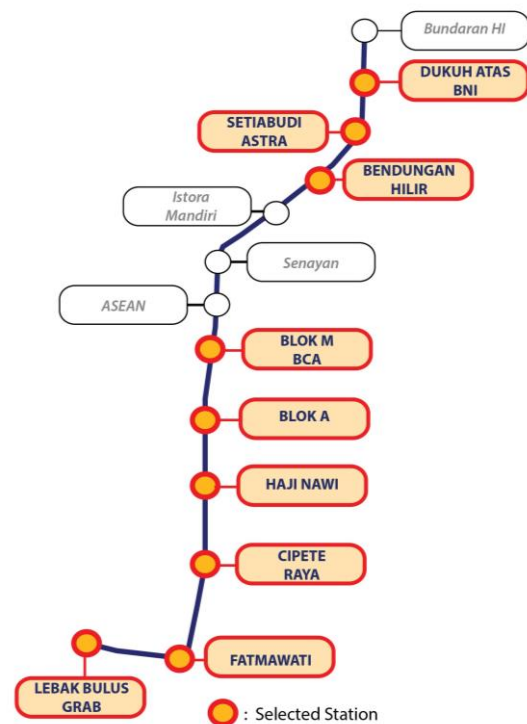 Bundaran HI
DUKUH ATAS
BNI
SETIABUDI
ASTRA
BENDUNGAN
HILIR
Istora
Mandiri
Senayan
ASEAN
BLOK M
BCA
BLOK A
HAJI NAWI
CIPETE
RAYA
FATMAWATI
LEBAK BULUS
GRAB
: Selected Station